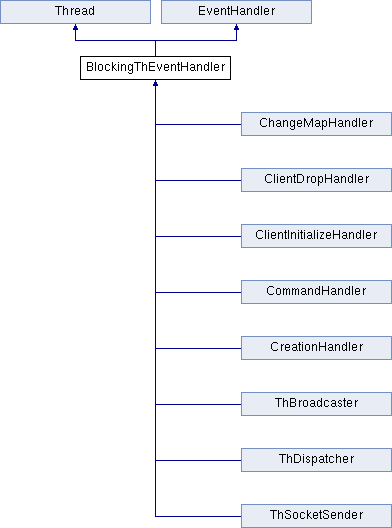 Thread
EventHandler
BlockingThEventHandler
ChangeMapHandler
ClientDropHandler
ClientInitializeHandler
CommandHandler
CreationHandler
ThBroadcaster
ThDispatcher
ThSocketSender